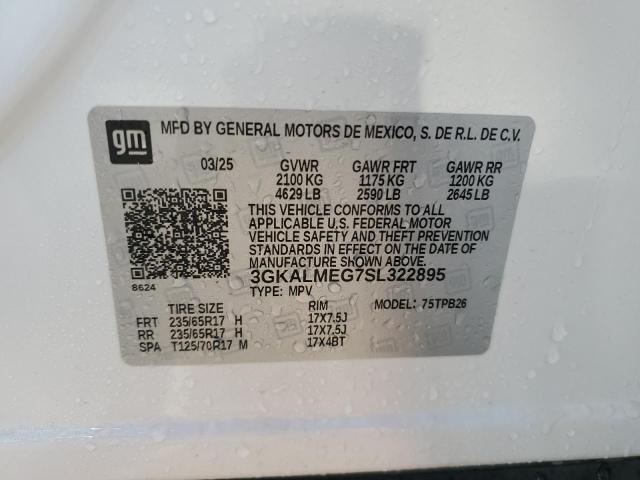 gm MFD BY GENERAL MOTORS DE MEXICO, S. DE R.L. DE C.V.
03/25 GVWR GAWR FRT GAWR RR
2100 KG 1175 KG 1200 KG
4629 LB 2590 LB 2645 LB
THIS VEHICLE CONFORMS TO ALL
APPLICABLE U.S. FEDERAL MOTOR
VEHICLE SAFETY AND THEFT PREVENTION
STANDARDS IN EFFECT ON THE DATE OF
MANUFACTURE SHOWN ABOVE.
3GKALMEG7SL322895
8624 TYPE: MPV MODEL: 75TPB26
TIRE SIZE RIM
FRT 235/65R17 H 17X7.5J
RR 235/65R17 H 17X7.5J
SPA T125/70R17 M 17X4BT